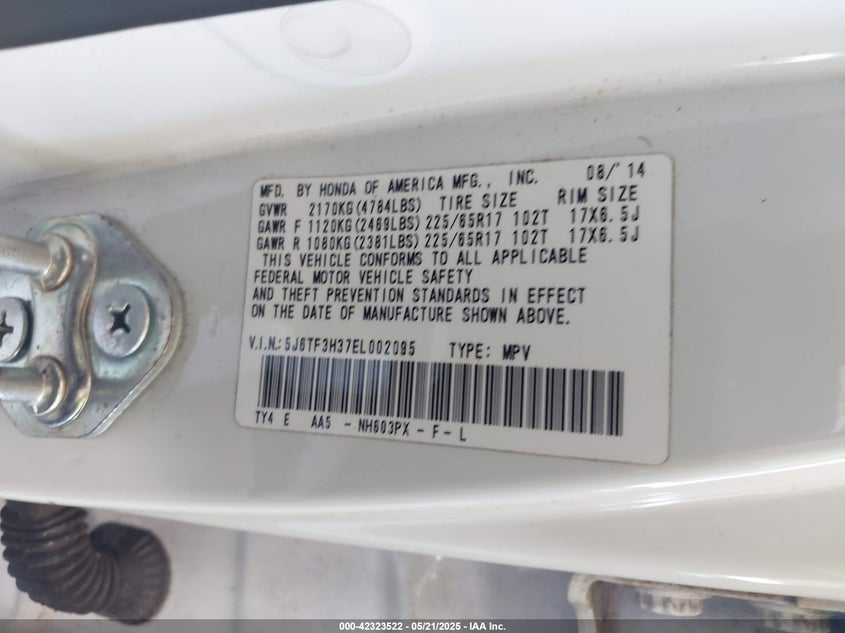 MFD. BY HONDA OF AMERICA MFG., INC. 08/'14
GVWR 2170KG(4784LBS) TIRE SIZE RIM SIZE
GAWR F 1120KG(2469LBS) 225/65R17 102T 17X6.5J
GAWR R 1080KG(2381LBS) 225/65R17 102T 17X6.5J
THIS VEHICLE CONFORMS TO ALL APPLICABLE
FEDERAL MOTOR VEHICLE SAFETY
AND THEFT PREVENTION STANDARDS IN EFFECT
ON THE DATE OF MANUFACTURE SHOWN ABOVE.
V.I.N.: 5J6TF3H37EL002095 TYPE: MPV
TY4 E AA5 - NH603PX - F - L
000-42323522 - 05/21/2025 - IAA Inc.